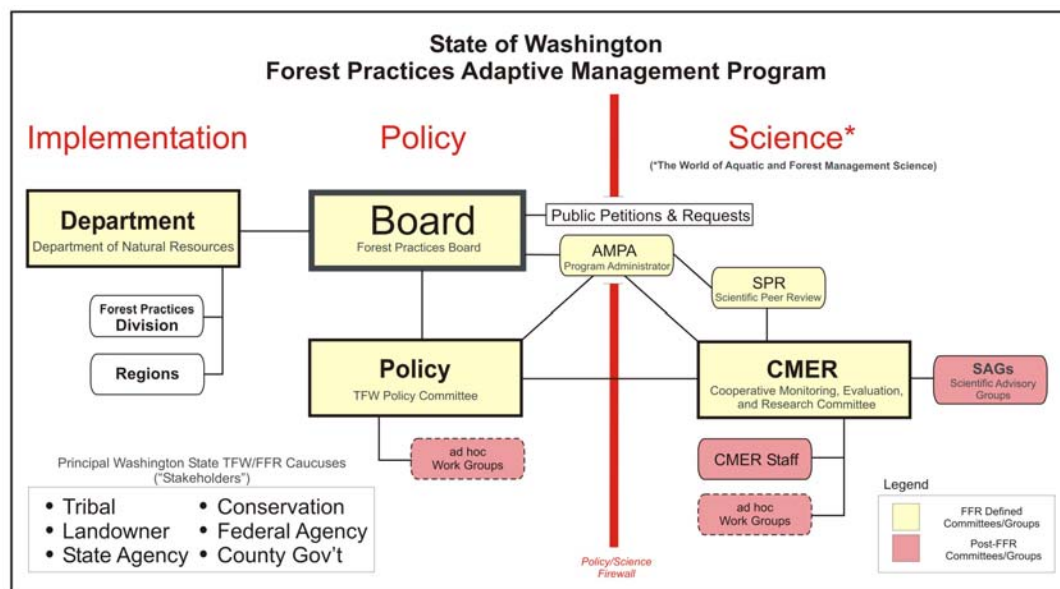 State of Washington
Forest Practices Adaptive Management Program
Implementation
Policy
Science*
(*The World of Aquatic and Forest Management Science)
Department
Department of Natural Resources
Board
Forest Practices Board
Public Petitions & Requests
AMPA
Program Administrator
SPR
Scientific Peer Review
Forest Practices
Division
Regions
Policy
TFW Policy Committee
CMER
Cooperative Monitoring, Evaluation,
and Research Committee
SAGs
Scientific Advisory
Groups
ad hoc
Work Groups
CMER Staff
ad hoc
Work Groups
Principal Washington State TFW/FFR Caucuses
("Stakeholders")
• Tribal
• Landowner
• State Agency
• Conservation
• Federal Agency
• County Gov't
Policy/Science
Firewall
Legend
FFR Defined
Committees/Groups
Post-FFR
Committees/Groups